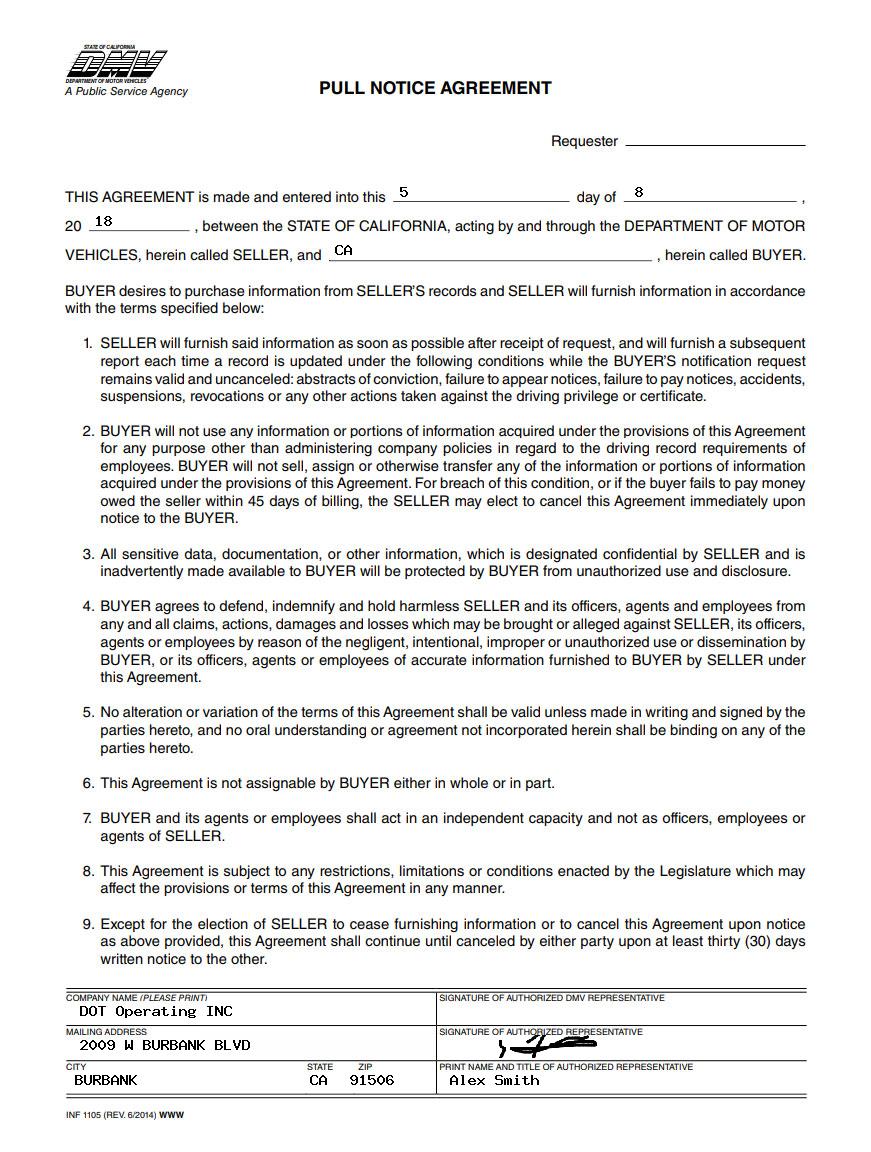 STATE OF CALIFORNIA
DMV
DEPARTMENT OF MOTOR VEHICLES
A Public Service Agency
PULL NOTICE AGREEMENT
Requester
THIS AGREEMENT is made and entered into this 5 day of 8 ,
20 18 , between the STATE OF CALIFORNIA, acting by and through the DEPARTMENT OF MOTOR
VEHICLES, herein called SELLER, and CA , herein called BUYER.
BUYER desires to purchase information from SELLER'S records and SELLER will furnish information in accordance
with the terms specified below:
1. SELLER will furnish said information as soon as possible after receipt of request, and will furnish a subsequent
report each time a record is updated under the following conditions while the BUYER'S notification request
remains valid and uncanceled: abstracts of conviction, failure to appear notices, failure to pay notices, accidents,
suspensions, revocations or any other actions taken against the driving privilege or certificate.
2. BUYER will not use any information or portions of information acquired under the provisions of this Agreement
for any purpose other than administering company policies in regard to the driving record requirements of
employees. BUYER will not sell, assign or otherwise transfer any of the information or portions of information
acquired under the provisions of this Agreement. For breach of this condition, or if the buyer fails to pay money
owed the seller within 45 days of billing, the SELLER may elect to cancel this Agreement immediately upon
notice to the BUYER.
3. All sensitive data, documentation, or other information, which is designated confidential by SELLER and is
inadvertently made available to BUYER will be protected by BUYER from unauthorized use and disclosure.
4. BUYER agrees to defend, indemnify and hold harmless SELLER and its officers, agents and employees from
any and all claims, actions, damages and losses which may be brought or alleged against SELLER, its officers,
agents or employees by reason of the negligent, intentional, improper or unauthorized use or dissemination by
BUYER, or its officers, agents or employees of accurate information furnished to BUYER by SELLER under
this Agreement.
5. No alteration or variation of the terms of this Agreement shall be valid unless made in writing and signed by the
parties hereto, and no oral understanding or agreement not incorporated herein shall be binding on any of the
parties hereto.
6. This Agreement is not assignable by BUYER either in whole or in part.
7. BUYER and its agents or employees shall act in an independent capacity and not as officers, employees or
agents of SELLER.
8. This Agreement is subject to any restrictions, limitations or conditions enacted by the Legislature which may
affect the provisions or terms of this Agreement in any manner.
9. Except for the election of SELLER to cease furnishing information or to cancel this Agreement upon notice
as above provided, this Agreement shall continue until canceled by either party upon at least thirty (30) days
written notice to the other.
COMPANY NAME (PLEASE PRINT) SIGNATURE OF AUTHORIZED DMV REPRESENTATIVE
DOT Operating INC
MAILING ADDRESS SIGNATURE OF AUTHORIZED REPRESENTATIVE
2009 W BURBANK BLVD
CITY STATE ZIP PRINT NAME AND TITLE OF AUTHORIZED REPRESENTATIVE
BURBANK CA 91506 Alex Smith
INF 1105 (REV. 6/2014) WWW